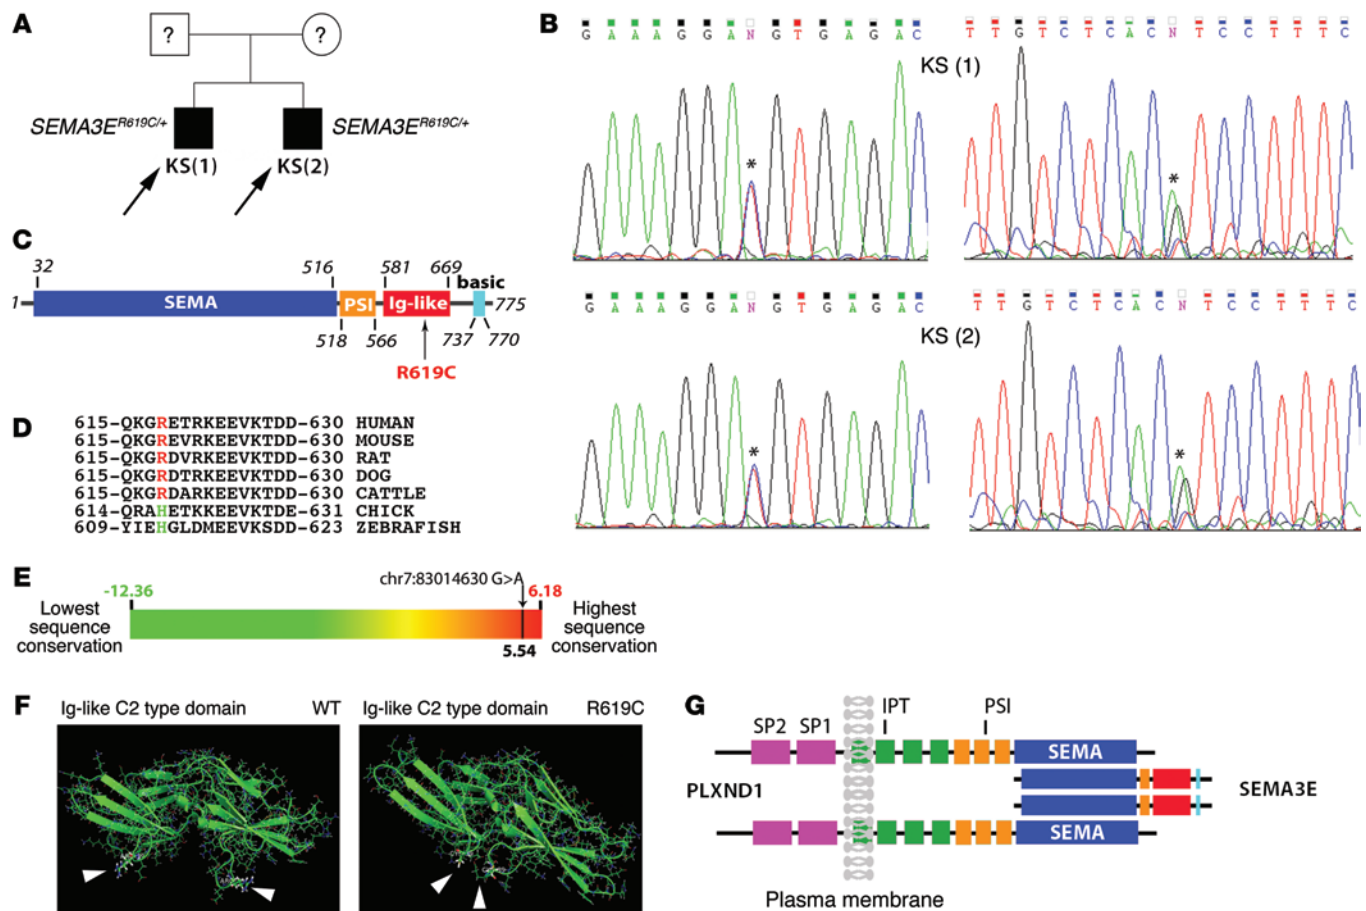 A
? ?
SEMA3E^R619C/+ SEMA3E^R619C/+
KS(1) KS(2)
B
G A A A G G A N G T G A G A C
T T G T C T C A C N T C C T T T C
KS (1)
*
*
G A A A G G A N G T G A G A C
T T G T C T C A C N T C C T T T C
KS (2)
*
*
C
32 516 581 669 basic
1 SEMA PSI Ig-like 775
518 566 737 770
R619C
D
615-QKGRETRKEEVKTDD-630 HUMAN
615-QKGREVRKEEVKTDD-630 MOUSE
615-QKGRDVRKEEVKTDD-630 RAT
615-QKGRDTRKEEVKTDD-630 DOG
615-QKGRDARKEEVKTDD-630 CATTLE
614-QRAHETKKEEVKTDE-631 CHICK
609-YIEHGLDMEEVKSDD-623 ZEBRAFISH
E
chr7:83014630 G>A
-12.36 6.18
Lowest sequence conservation
Highest sequence conservation
5.54
F
Ig-like C2 type domain WT
Ig-like C2 type domain R619C
G
IPT PSI
SP2 SP1
SEMA
PLXND1 SEMA3E
SEMA
Plasma membrane